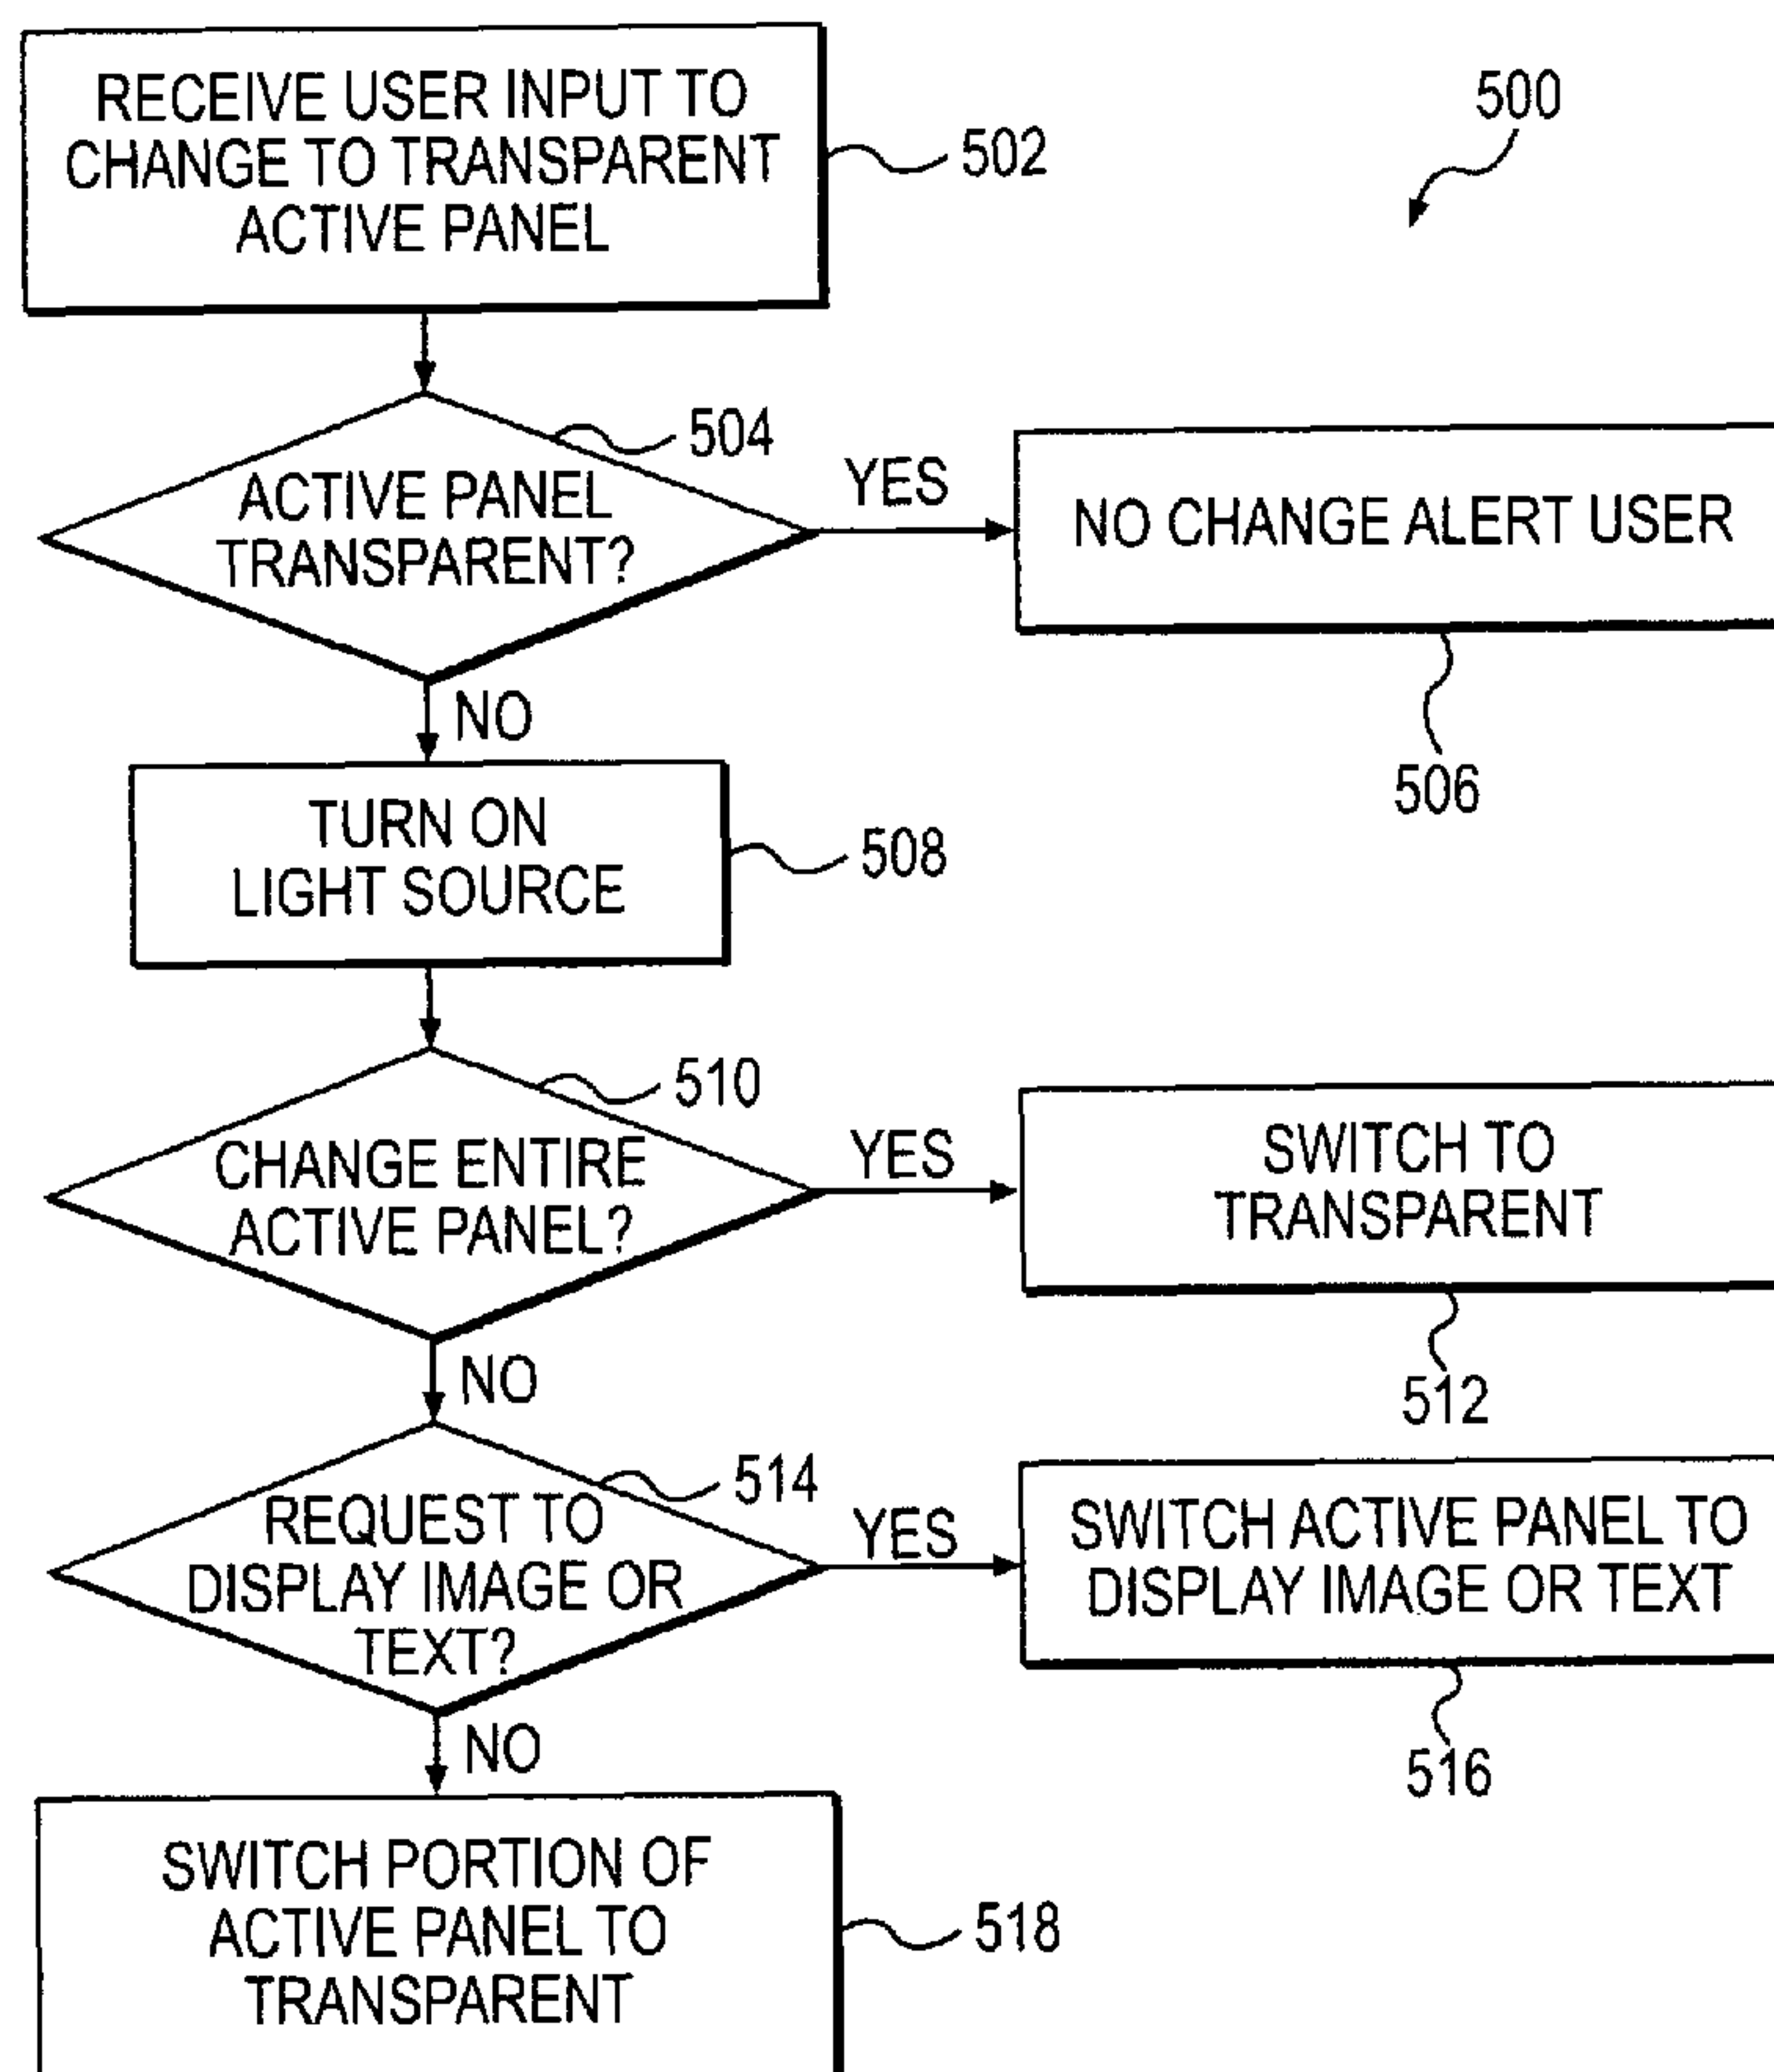 RECEIVE USER INPUT TO
CHANGE TO TRANSPARENT
ACTIVE PANEL
502
500
504
ACTIVE PANEL
TRANSPARENT?
YES
NO CHANGE ALERT USER
506
NO
TURN ON
LIGHT SOURCE
508
510
CHANGE ENTIRE
ACTIVE PANEL?
YES
SWITCH TO
TRANSPARENT
512
NO
514
REQUEST TO
DISPLAY IMAGE OR
TEXT?
YES
SWITCH ACTIVE PANEL TO
DISPLAY IMAGE OR TEXT
516
NO
SWITCH PORTION OF
ACTIVE PANEL TO
TRANSPARENT
518